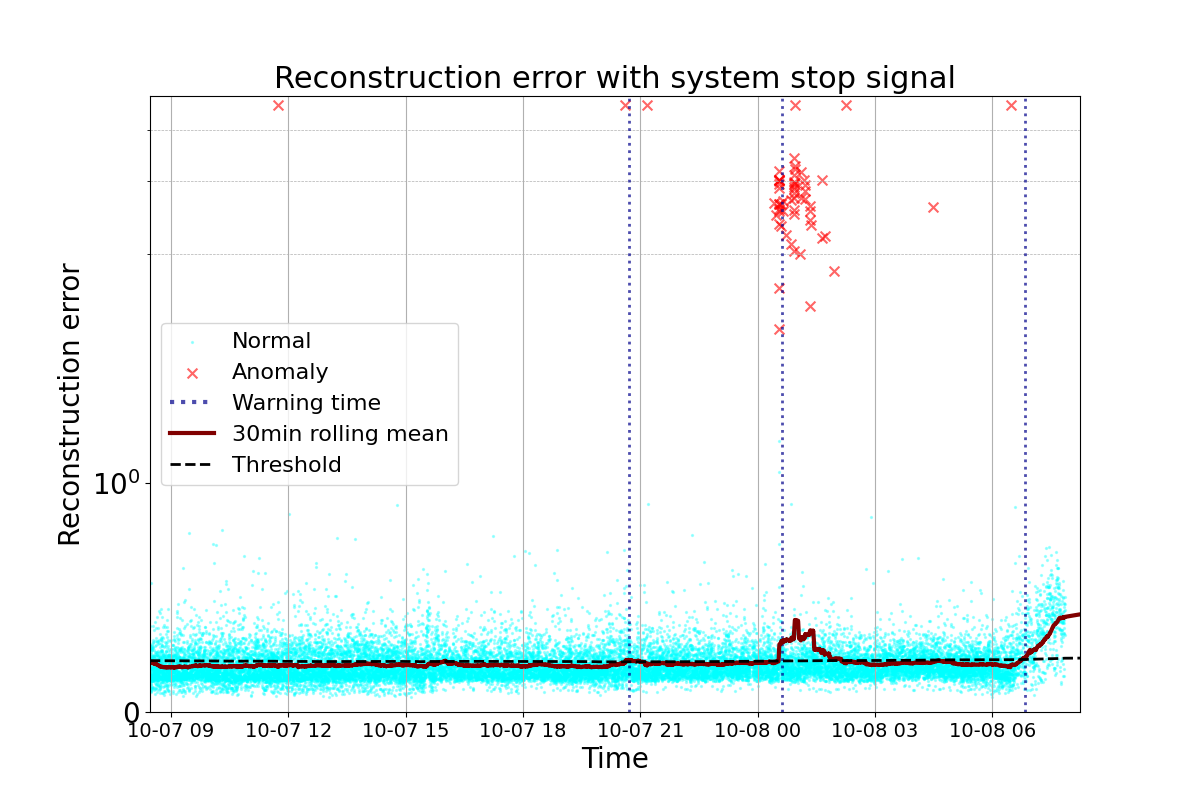 Reconstruction error with system stop signal
Reconstruction error
10⁰
0
Normal
Anomaly
Warning time
30min rolling mean
Threshold
10-07 09 10-07 12 10-07 15 10-07 18 10-07 21 10-08 00 10-08 03 10-08 06
Time